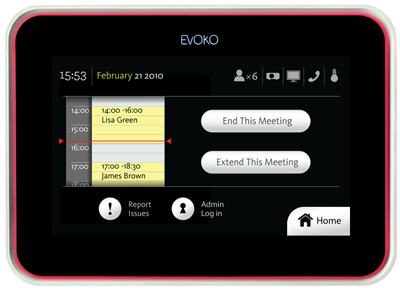 EVOKO
15:53 February 21 2010 ×6
14:00
14:00 -16:00
Lisa Green
15:00
16:00
17:00
17:00 -18:30
James Brown
18:00
End This Meeting
Extend This Meeting
Report
Issues
Admin
Log in
Home